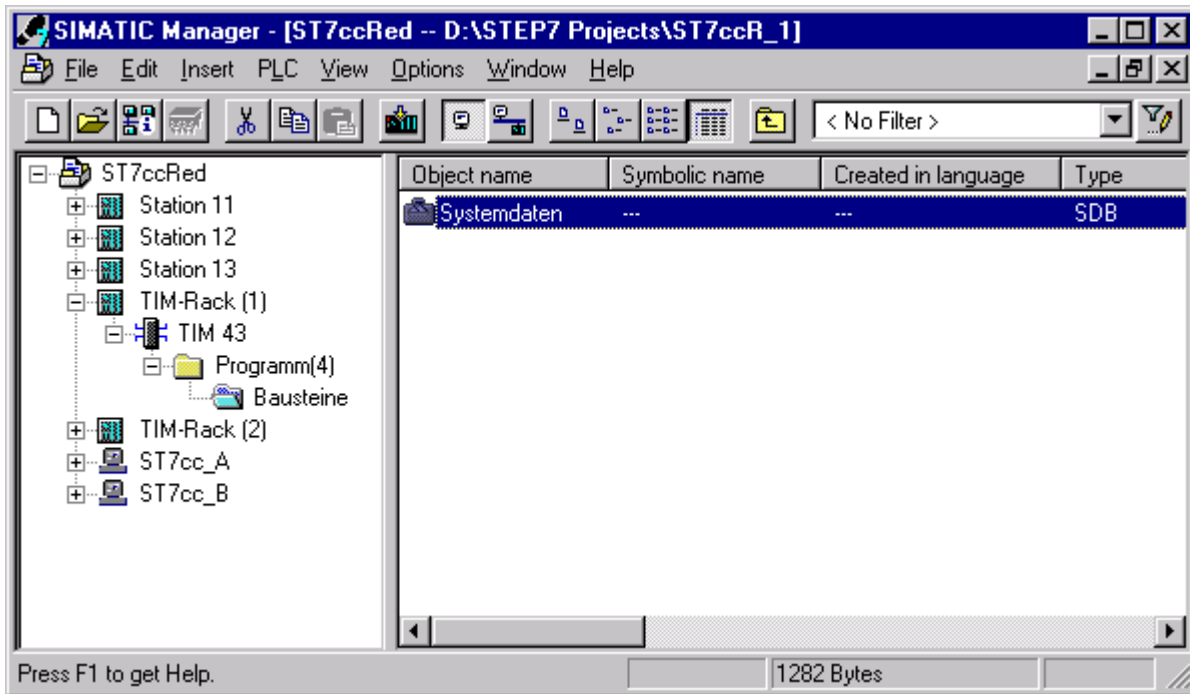 SIMATIC Manager - [ST7ccRed -- D:\STEP7 Projects\ST7ccR_1]
File Edit Insert PLC View Options Window Help
< No Filter >
ST7ccRed
Station 11
Station 12
Station 13
TIM-Rack (1)
TIM 43
Programm(4)
Bausteine
TIM-Rack (2)
ST7cc_A
ST7cc_B
Object name Symbolic name Created in language Type
Systemdaten --- --- SDB
Press F1 to get Help. 1282 Bytes